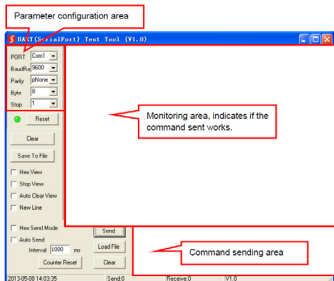 Parameter configuration area
UART(SerialPort) Test Tool (V1.0)
PORT Com1
BaudRa 9600
Parity pNone
Byte 8
Stop 1
Reset
Clear
Save To File
Hex View
Stop View
Auto Clear View
New Line
Monitoring area, indicates if the
command sent works.
Hex Send Mode
Send
Auto Send
Interval 1000 ms
Load File
Counter Reset
Clear
Command sending area
2013-05-08 14:03:35 Send:0 Receive:0 V1.0